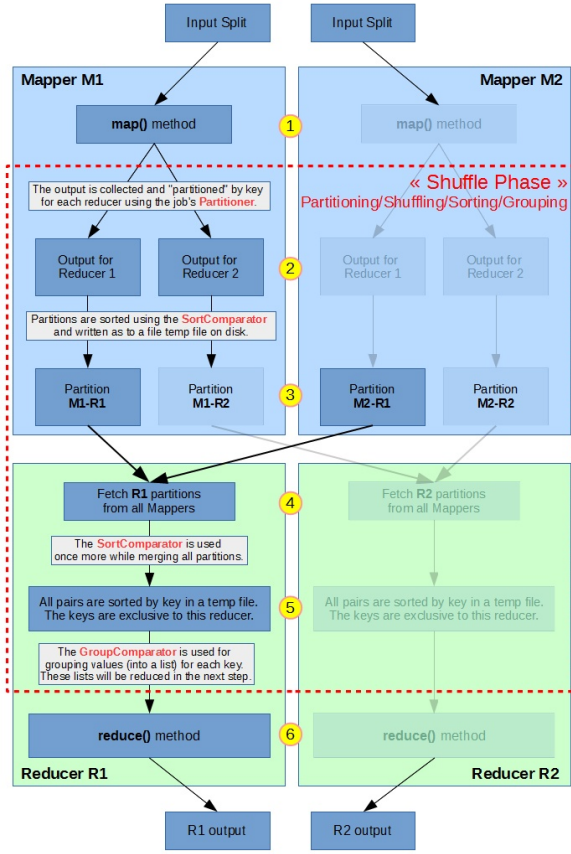 Input Split
Input Split
Mapper M1
Mapper M2
map() method
1
map() method
« Shuffle Phase »
Partitioning/Shuffling/Sorting/Grouping
The output is collected and "partitioned" by key
for each reducer using the job's Partitioner.
Output for
Reducer 1
Output for
Reducer 2
2
Output for
Reducer 1
Output for
Reducer 2
Partitions are sorted using the SortComparator
and written as to a file temp file on disk.
Partition
M1-R1
Partition
M1-R2
3
Partition
M2-R1
Partition
M2-R2
Fetch R1 partitions
from all Mappers
4
Fetch R2 partitions
from all Mappers
The SortComparator is used
once more while merging all partitions.
All pairs are sorted by key in a temp file.
The keys are exclusive to this reducer.
5
All pairs are sorted by key in a temp file.
The keys are exclusive to this reducer.
The GroupComparator is used for
grouping values (into a list) for each key.
These lists will be reduced in the next step.
reduce() method
6
reduce() method
Reducer R1
Reducer R2
R1 output
R2 output